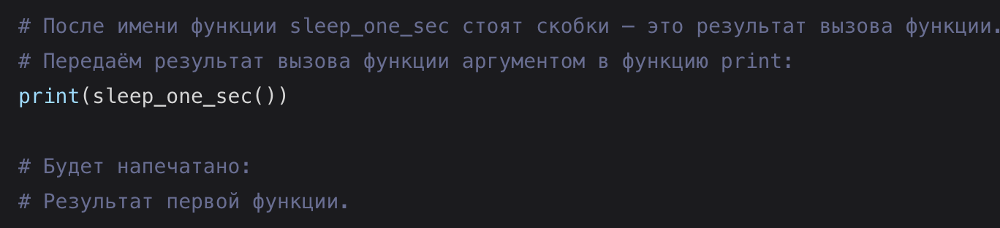 # После имени функции sleep_one_sec стоят скобки — это результат вызова функции.
# Передаём результат вызова функции аргументом в функцию print:
print(sleep_one_sec())
# Будет напечатано:
# Результат первой функции.